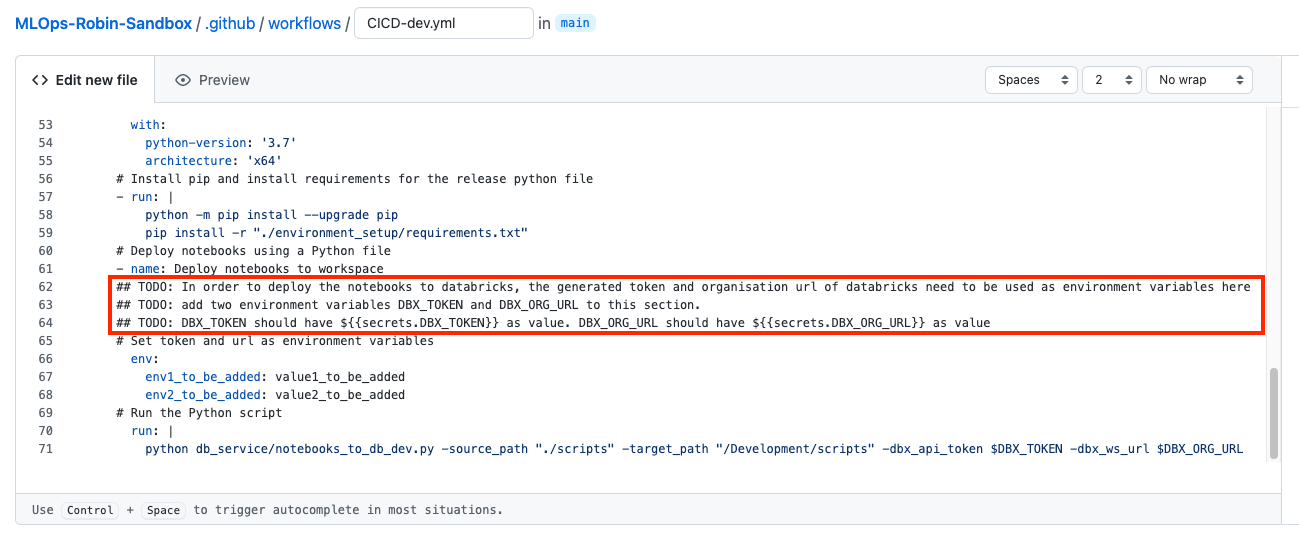 MLOps-Robin-Sandbox / .github / workflows / CICD-dev.yml in main
<> Edit new file Preview Spaces 2 No wrap
53 with:
54 python-version: '3.7'
55 architecture: 'x64'
56 # Install pip and install requirements for the release python file
57 - run: |
58 python -m pip install --upgrade pip
59 pip install -r "./environment_setup/requirements.txt"
60 # Deploy notebooks using a Python file
61 - name: Deploy notebooks to workspace
62 ## TODO: In order to deploy the notebooks to databricks, the generated token and organisation url of databricks need to be used as environment variables here
63 ## TODO: add two environment variables DBX_TOKEN and DBX_ORG_URL to this section.
64 ## TODO: DBX_TOKEN should have ${{secrets.DBX_TOKEN}} as value. DBX_ORG_URL should have ${{secrets.DBX_ORG_URL}} as value
65 # Set token and url as environment variables
66 env:
67 env1_to_be_added: value1_to_be_added
68 env2_to_be_added: value2_to_be_added
69 # Run the Python script
70 run: |
71 python db_service/notebooks_to_db_dev.py -source_path "./scripts" -target_path "/Development/scripts" -dbx_api_token $DBX_TOKEN -dbx_ws_url $DBX_ORG_URL
Use Control + Space to trigger autocomplete in most situations.